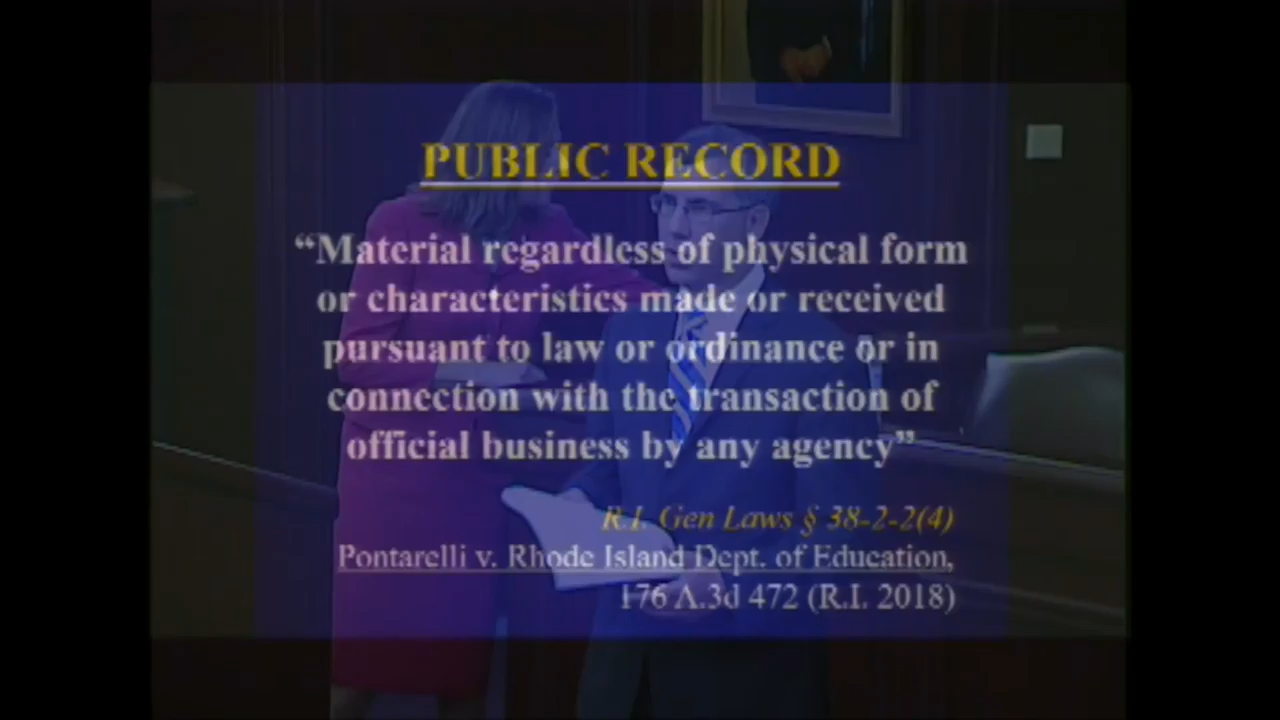 PUBLIC RECORD
“Material regardless of physical form
or characteristics made or received
pursuant to law or ordinance or in
connection with the transaction of
official business by any agency”
R.I. Gen Laws § 38-2-2(4)
Pontarelli v. Rhode Island Dept. of Education,
176 A.3d 472 (R.I. 2018)